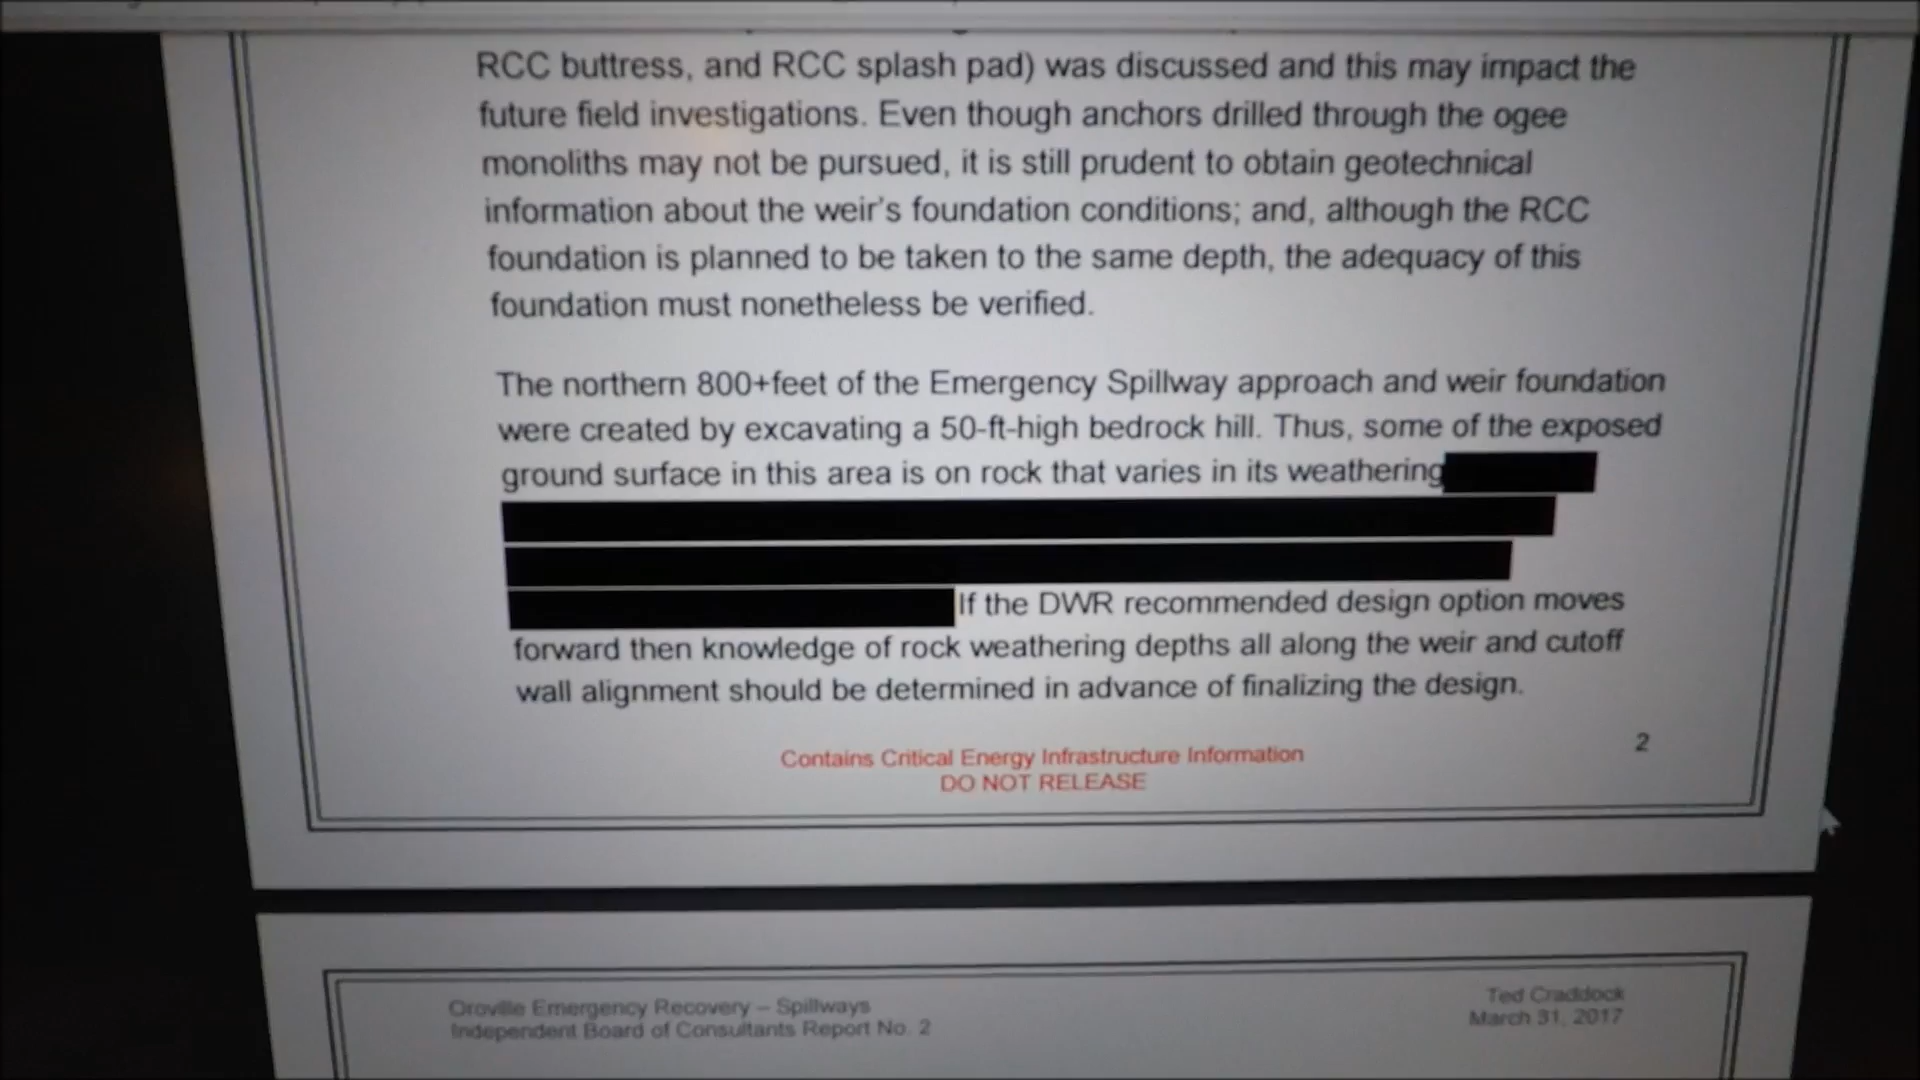 RCC buttress, and RCC splash pad) was discussed and this may impact the
future field investigations. Even though anchors drilled through the ogee
monoliths may not be pursued, it is still prudent to obtain geotechnical
information about the weir's foundation conditions; and, although the RCC
foundation is planned to be taken to the same depth, the adequacy of this
foundation must nonetheless be verified.
The northern 800+feet of the Emergency Spillway approach and weir foundation
were created by excavating a 50-ft-high bedrock hill. Thus, some of the exposed
ground surface in this area is on rock that varies in its weathering
If the DWR recommended design option moves
forward then knowledge of rock weathering depths all along the weir and cutoff
wall alignment should be determined in advance of finalizing the design.
Contains Critical Energy Infrastructure Information
DO NOT RELEASE
2
Oroville Emergency Recovery – Spillways
Independent Board of Consultants Report No. 2
Ted Craddock
March 31, 2017